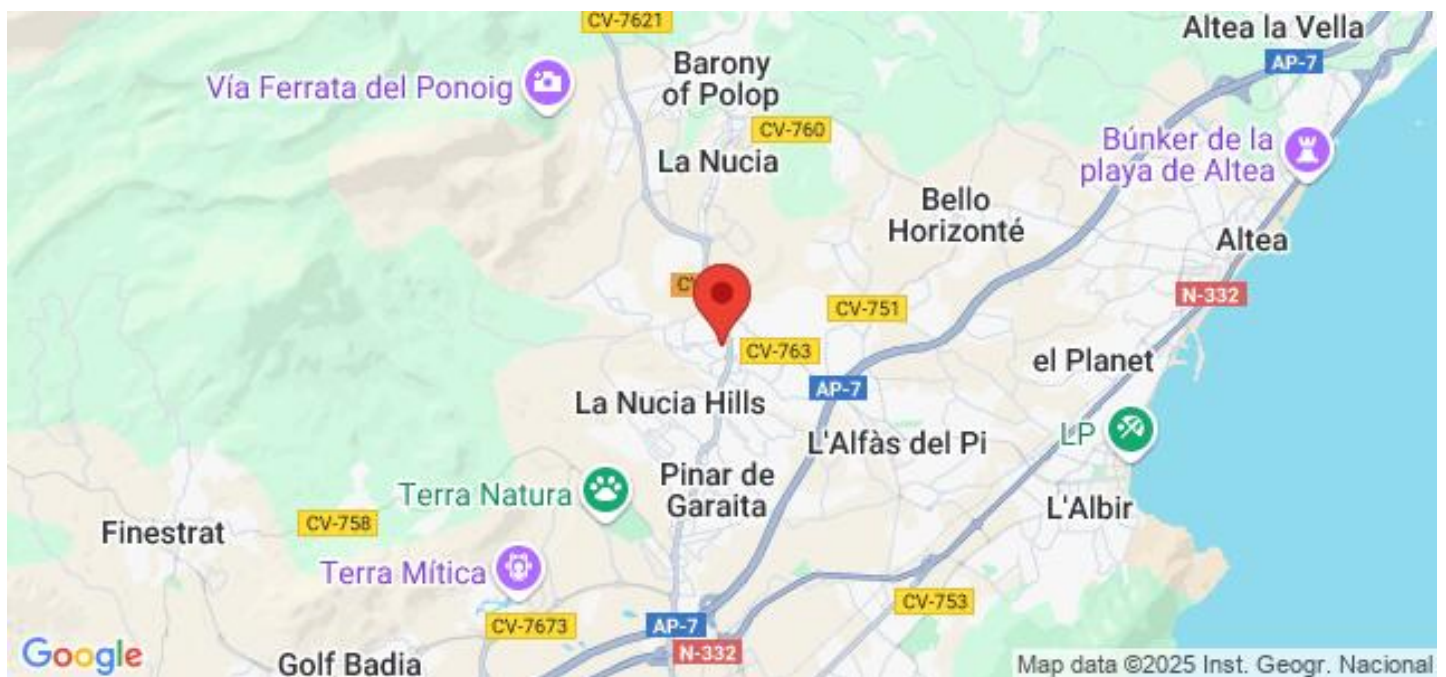 CV-7621
Altea la Vella
AP-7
Barony
of Polop
Vía Ferrata del Ponoig
CV-760
Búnker de la
playa de Altea
La Nucia
Bello
Horizonté
Altea
N-332
CV-751
CV-763
el Planet
AP-7
La Nucia Hills
L'Alfàs del Pi
LP
Pinar de
Garaita
Terra Natura
L'Albir
CV-758
Finestrat
Terra Mítica
CV-753
CV-7673
AP-7
N-332
Google
Golf Badia
Map data ©2025 Inst. Geogr. Nacional